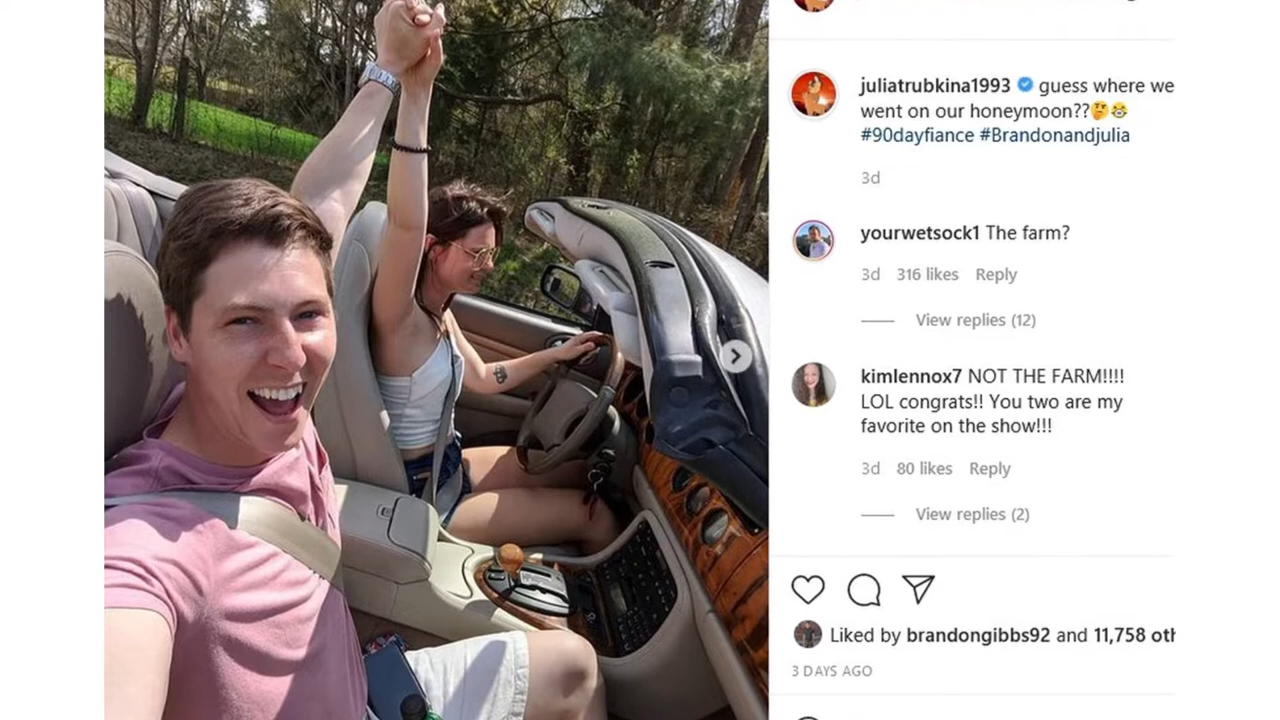 juliatrubkina1993 guess where we
went on our honeymoon??🤔😂
#90dayfiance #Brandonandjulia
3d
yourwetsock1 The farm?
3d 316 likes Reply
View replies (12)
kimlennox7 NOT THE FARM!!!!
LOL congrats!! You two are my
favorite on the show!!!
3d 80 likes Reply
View replies (2)
Liked by brandongibbs92 and 11,758 oth
3 DAYS AGO